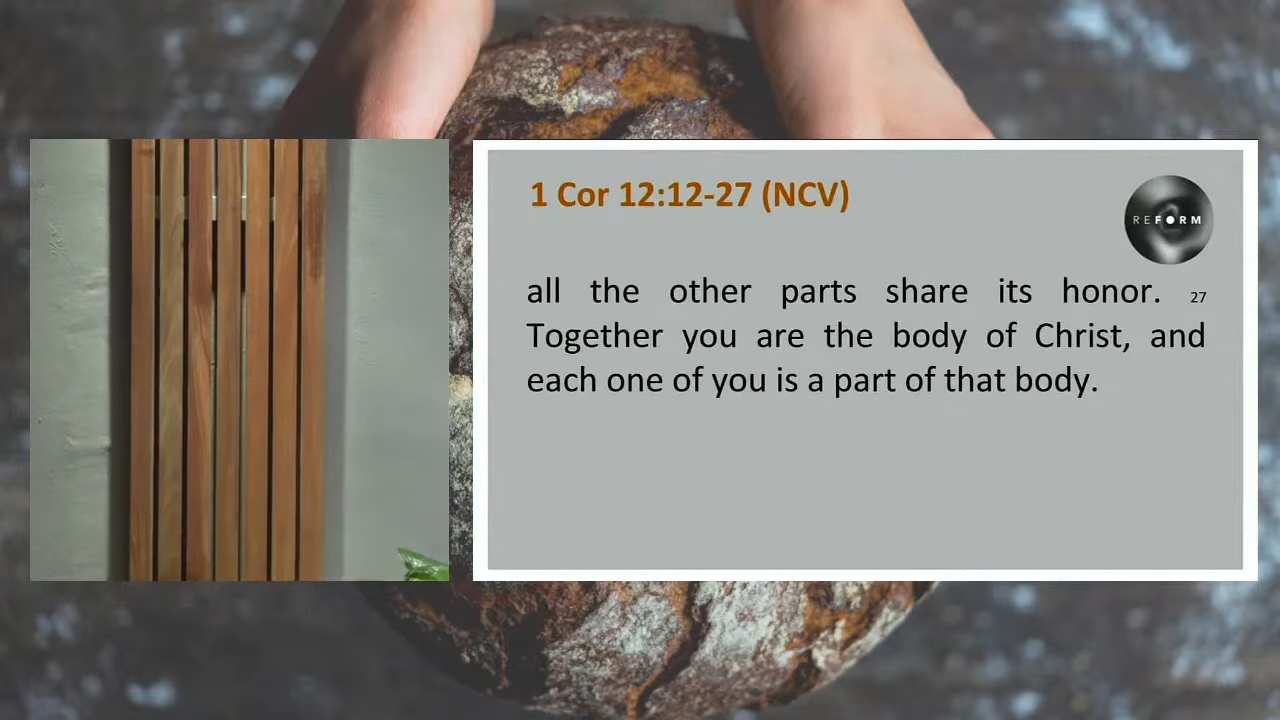 1 Cor 12:12-27 (NCV)
REFORM
all the other parts share its honor. 27
Together you are the body of Christ, and
each one of you is a part of that body.